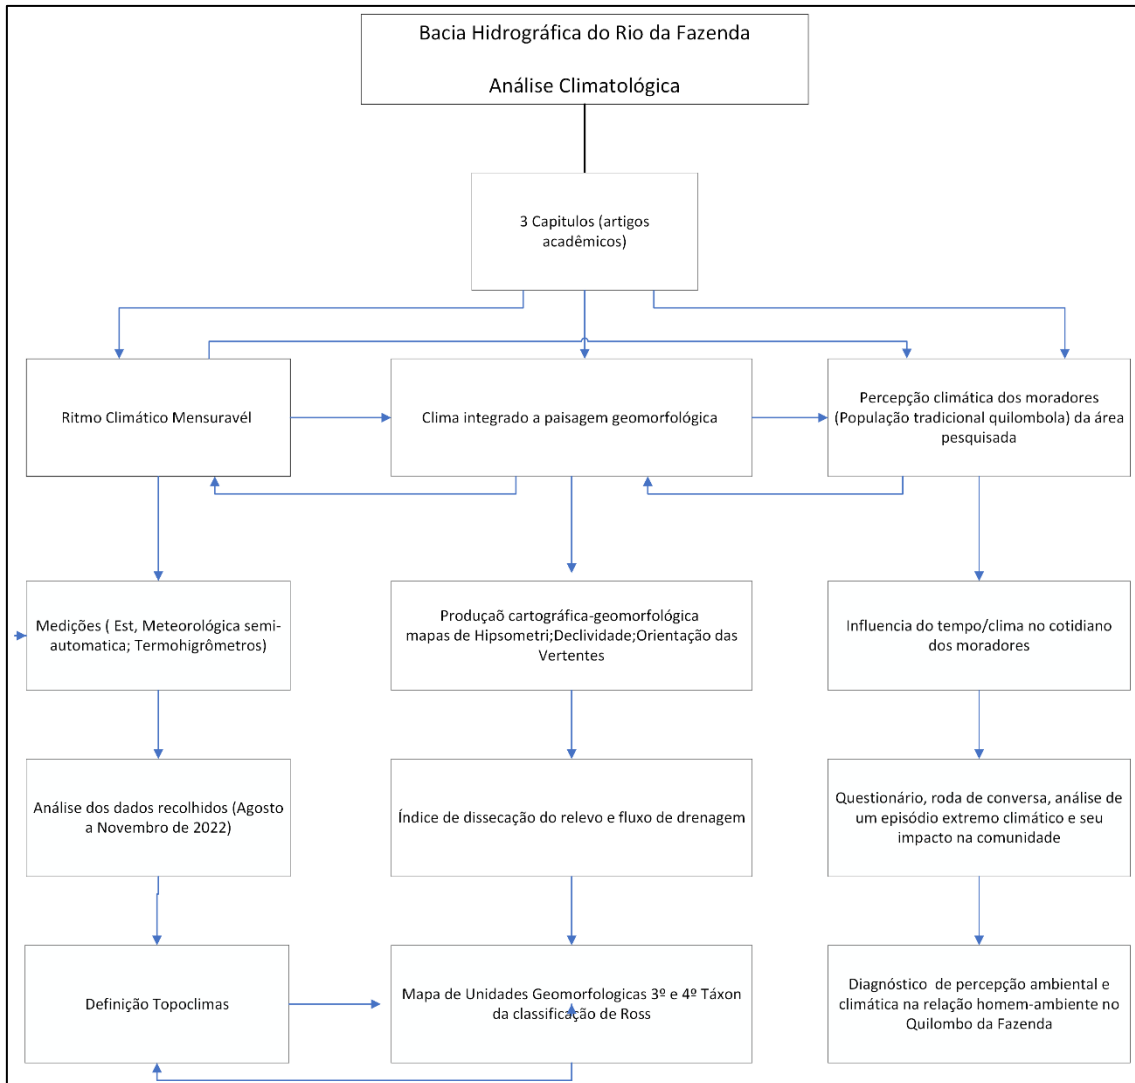 Bacia Hidrográfica do Rio da Fazenda
Análise Climatológica
3 Capitulos (artigos
acadêmicos)
Ritmo Climático Mensuravél
Clima integrado a paisagem geomorfológica
Percepção climática dos moradores
(População tradicional quilombola) da área
pesquisada
Medições ( Est, Meteorológica semi-
automatica; Termohigrômetros)
Produçaõ cartográfica-geomorfológica
mapas de Hipsometri;Declividade;Orientação das
Vertentes
Influencia do tempo/clima no cotidiano
dos moradores
Análise dos dados recolhidos (Agosto
a Novembro de 2022)
Índice de dissecação do relevo e fluxo de drenagem
Questionário, roda de conversa, análise de
um episódio extremo climático e seu
impacto na comunidade
Definição Topoclimas
Mapa de Unidades Geomorfologicas 3º e 4º Táxon
da classificação de Ross
Diagnóstico de percepção ambiental e
climática na relação homem-ambiente no
Quilombo da Fazenda